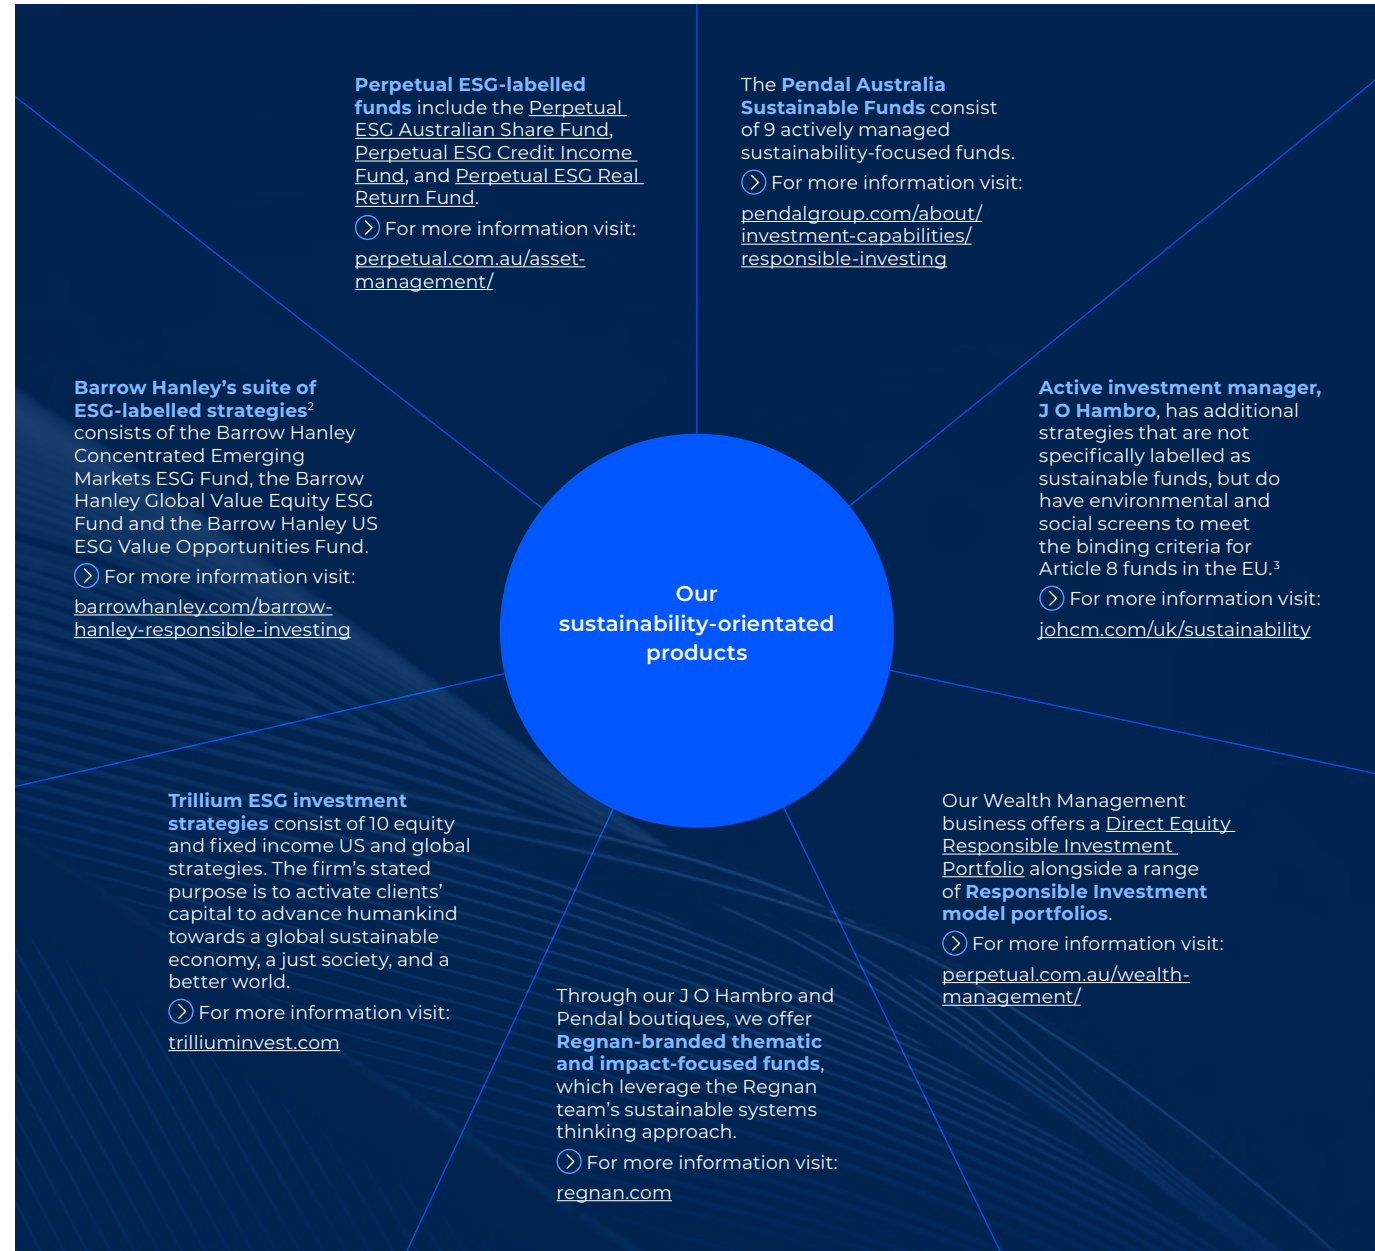 Perpetual ESG-labelled
funds include the Perpetual
ESG Australian Share Fund,
Perpetual ESG Credit Income
Fund, and Perpetual ESG Real
Return Fund.
For more information visit:
perpetual.com.au/asset-
management/
The Pendal Australia
Sustainable Funds consist
of 9 actively managed
sustainability-focused funds.
For more information visit:
pendalgroup.com/about/
investment-capabilities/
responsible-investing
Barrow Hanley’s suite of
ESG-labelled strategies²
consists of the Barrow Hanley
Concentrated Emerging
Markets ESG Fund, the Barrow
Hanley Global Value Equity ESG
Fund and the Barrow Hanley US
ESG Value Opportunities Fund.
For more information visit:
barrowhanley.com/barrow-
hanley-responsible-investing
Active investment manager,
J O Hambro, has additional
strategies that are not
specifically labelled as
sustainable funds, but do
have environmental and
social screens to meet
the binding criteria for
Article 8 funds in the EU.³
For more information visit:
johcm.com/uk/sustainability
Our
sustainability-orientated
products
Trillium ESG investment
strategies consist of 10 equity
and fixed income US and global
strategies. The firm’s stated
purpose is to activate clients’
capital to advance humankind
towards a global sustainable
economy, a just society, and a
better world.
For more information visit:
trilliuminvest.com
Our Wealth Management
business offers a Direct Equity
Responsible Investment
Portfolio alongside a range
of Responsible Investment
model portfolios.
For more information visit:
perpetual.com.au/wealth-
management/
Through our J O Hambro and
Pendal boutiques, we offer
Regnan-branded thematic
and impact-focused funds,
which leverage the Regnan
team’s sustainable systems
thinking approach.
For more information visit:
regnan.com